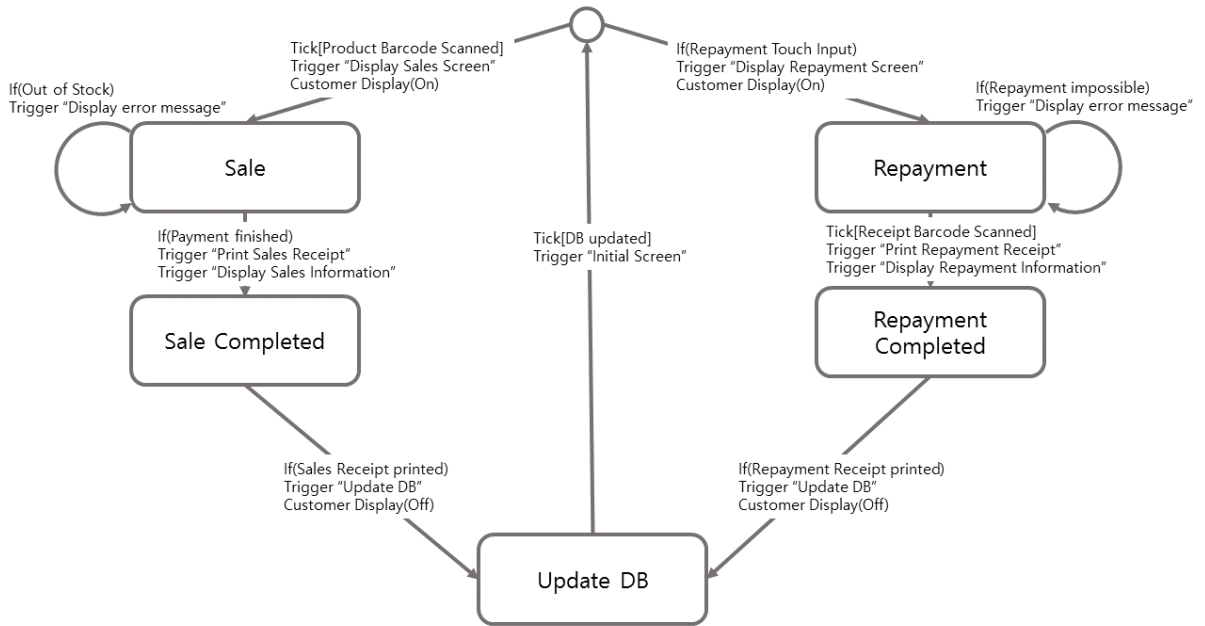 Tick[Product Barcode Scanned]
Trigger “Display Sales Screen”
Customer Display(On)
If(Repayment Touch Input)
Trigger “Display Repayment Screen”
Customer Display(On)
If(Out of Stock)
Trigger “Display error message”
If(Repayment impossible)
Trigger “Display error message”
Sale
Repayment
If(Payment finished)
Trigger “Print Sales Receipt”
Trigger “Display Sales Information”
Tick[DB updated]
Trigger “Initial Screen”
Tick[Receipt Barcode Scanned]
Trigger “Print Repayment Receipt”
Trigger “Display Repayment Information”
Sale Completed
Repayment
Completed
If(Sales Receipt printed)
Trigger “Update DB”
Customer Display(Off)
If(Repayment Receipt printed)
Trigger “Update DB”
Customer Display(Off)
Update DB